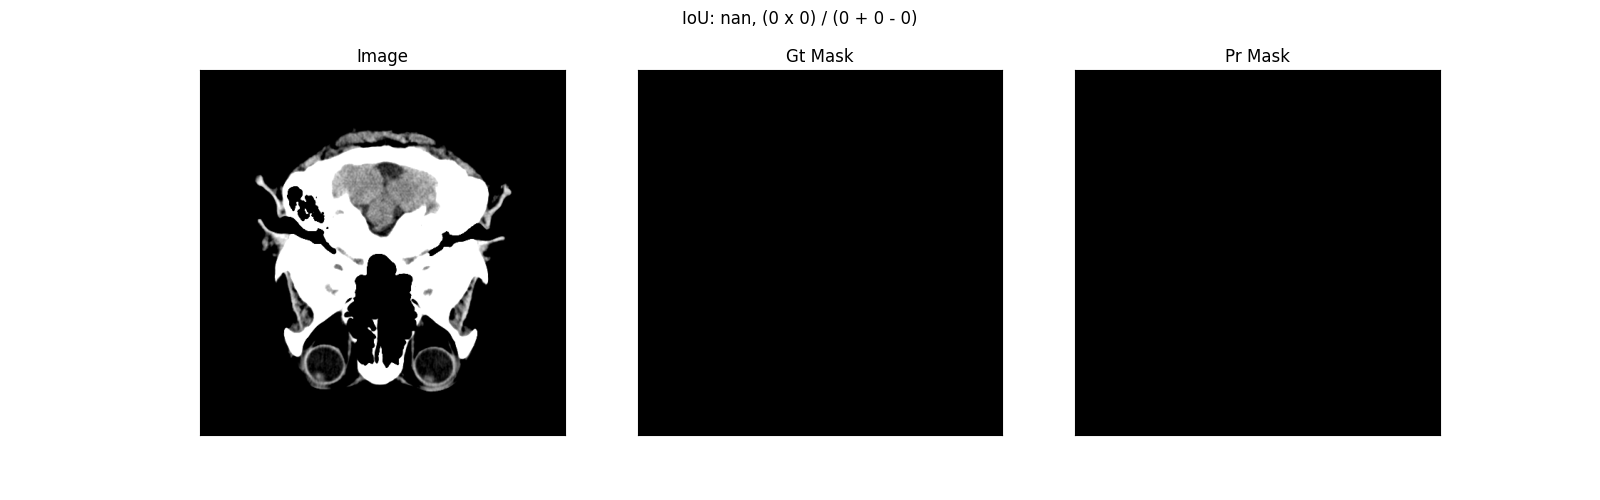 IoU: nan, (0 x 0) / (0 + 0 - 0)
Image
Gt Mask
Pr Mask